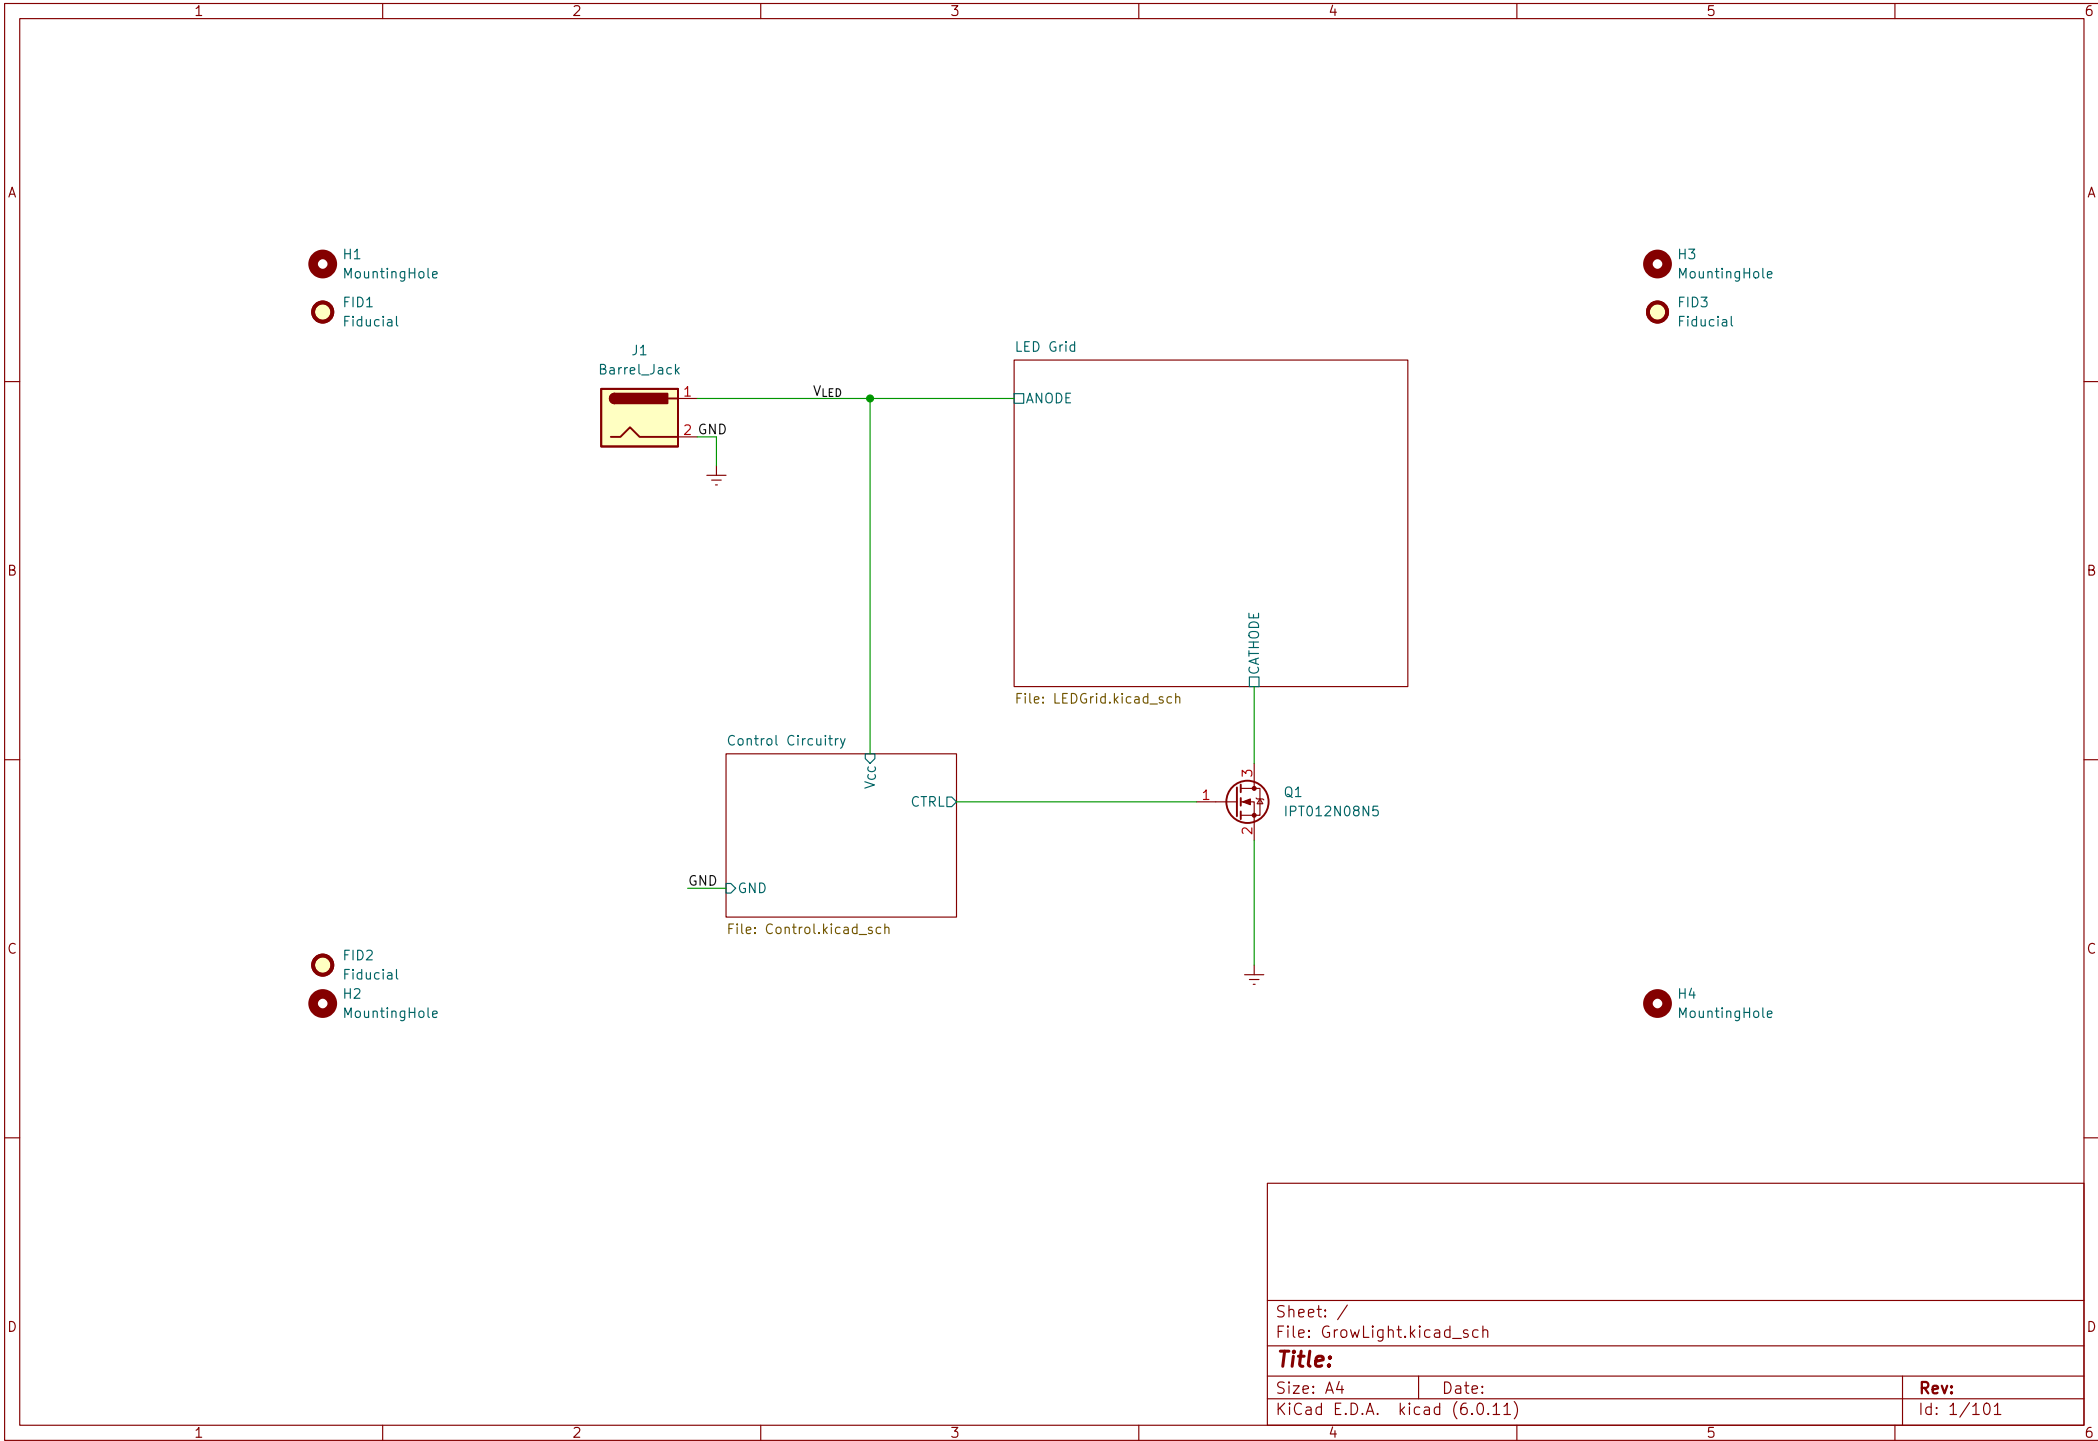 1 2 3 4 5 6
A A
H1
MountingHole
FID1
Fiducial
H3
MountingHole
FID3
Fiducial
J1
Barrel_Jack
1
2
GND
VLED
LED Grid
ANODE
CATHODE
File: LEDGrid.kicad_sch
B B
Control Circuitry
Vcc
CTRL
GND
GND
File: Control.kicad_sch
1
3
2
Q1
IPT012N08N5
C C
FID2
Fiducial
H2
MountingHole
H4
MountingHole
D D
Sheet: /
File: GrowLight.kicad_sch
Title:
Size: A4 Date: Rev:
KiCad E.D.A. kicad (6.0.11) Id: 1/101
1 2 3 4 5 6